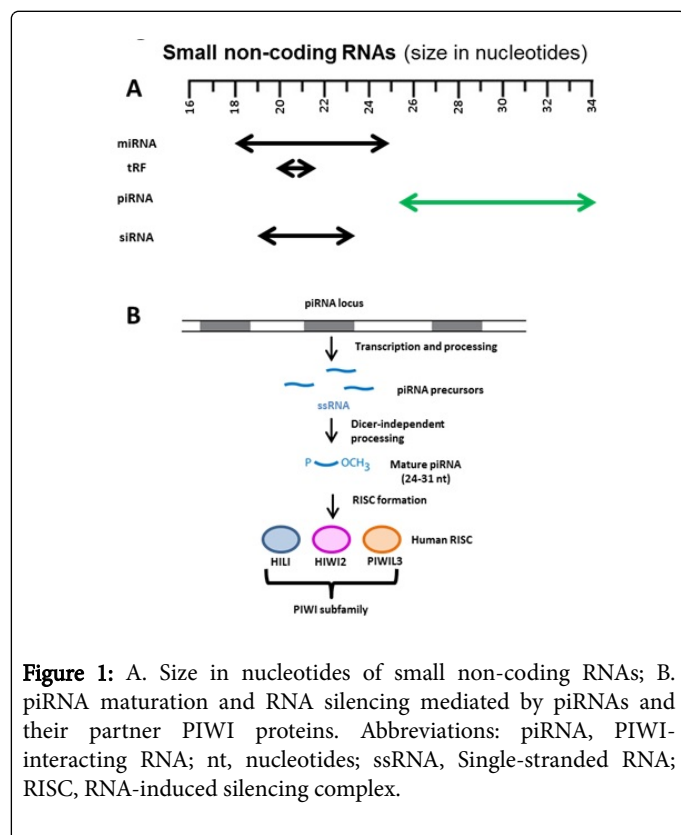 Small non-coding RNAs (size in nucleotides)
A
16 18 20 22 24 26 28 30 32 34
miRNA
tRF
piRNA
siRNA
B
piRNA locus
Transcription and processing
piRNA precursors
ssRNA
Dicer-independent
processing
P OCH3 Mature piRNA
(24-31 nt)
RISC formation
Human RISC
HILI HIWI2 PIWIL3
PIWI subfamily
Figure 1: A. Size in nucleotides of small non-coding RNAs; B.
piRNA maturation and RNA silencing mediated by piRNAs and
their partner PIWI proteins. Abbreviations: piRNA, PIWI-
interacting RNA; nt, nucleotides; ssRNA, Single-stranded RNA;
RISC, RNA-induced silencing complex.